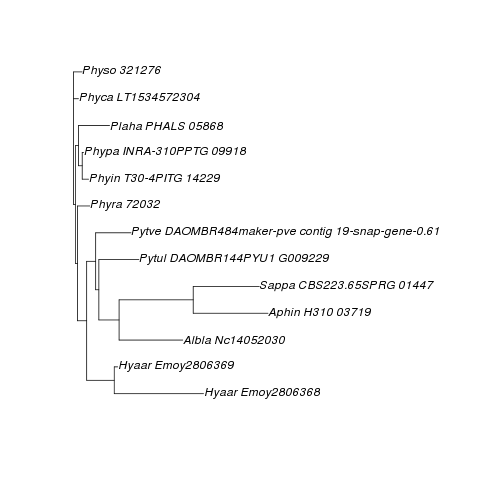 Physo 321276
Phyca LT1534572304
Plaha PHALS 05868
Phypa INRA-310PPTG 09918
Phyin T30-4PITG 14229
Phyra 72032
Pytve DAOMBR484maker-pve contig 19-snap-gene-0.61
Pytul DAOMBR144PYU1 G009229
Sappa CBS223.65SPRG 01447
Aphin H310 03719
Albla Nc14052030
Hyaar Emoy2806369
Hyaar Emoy2806368